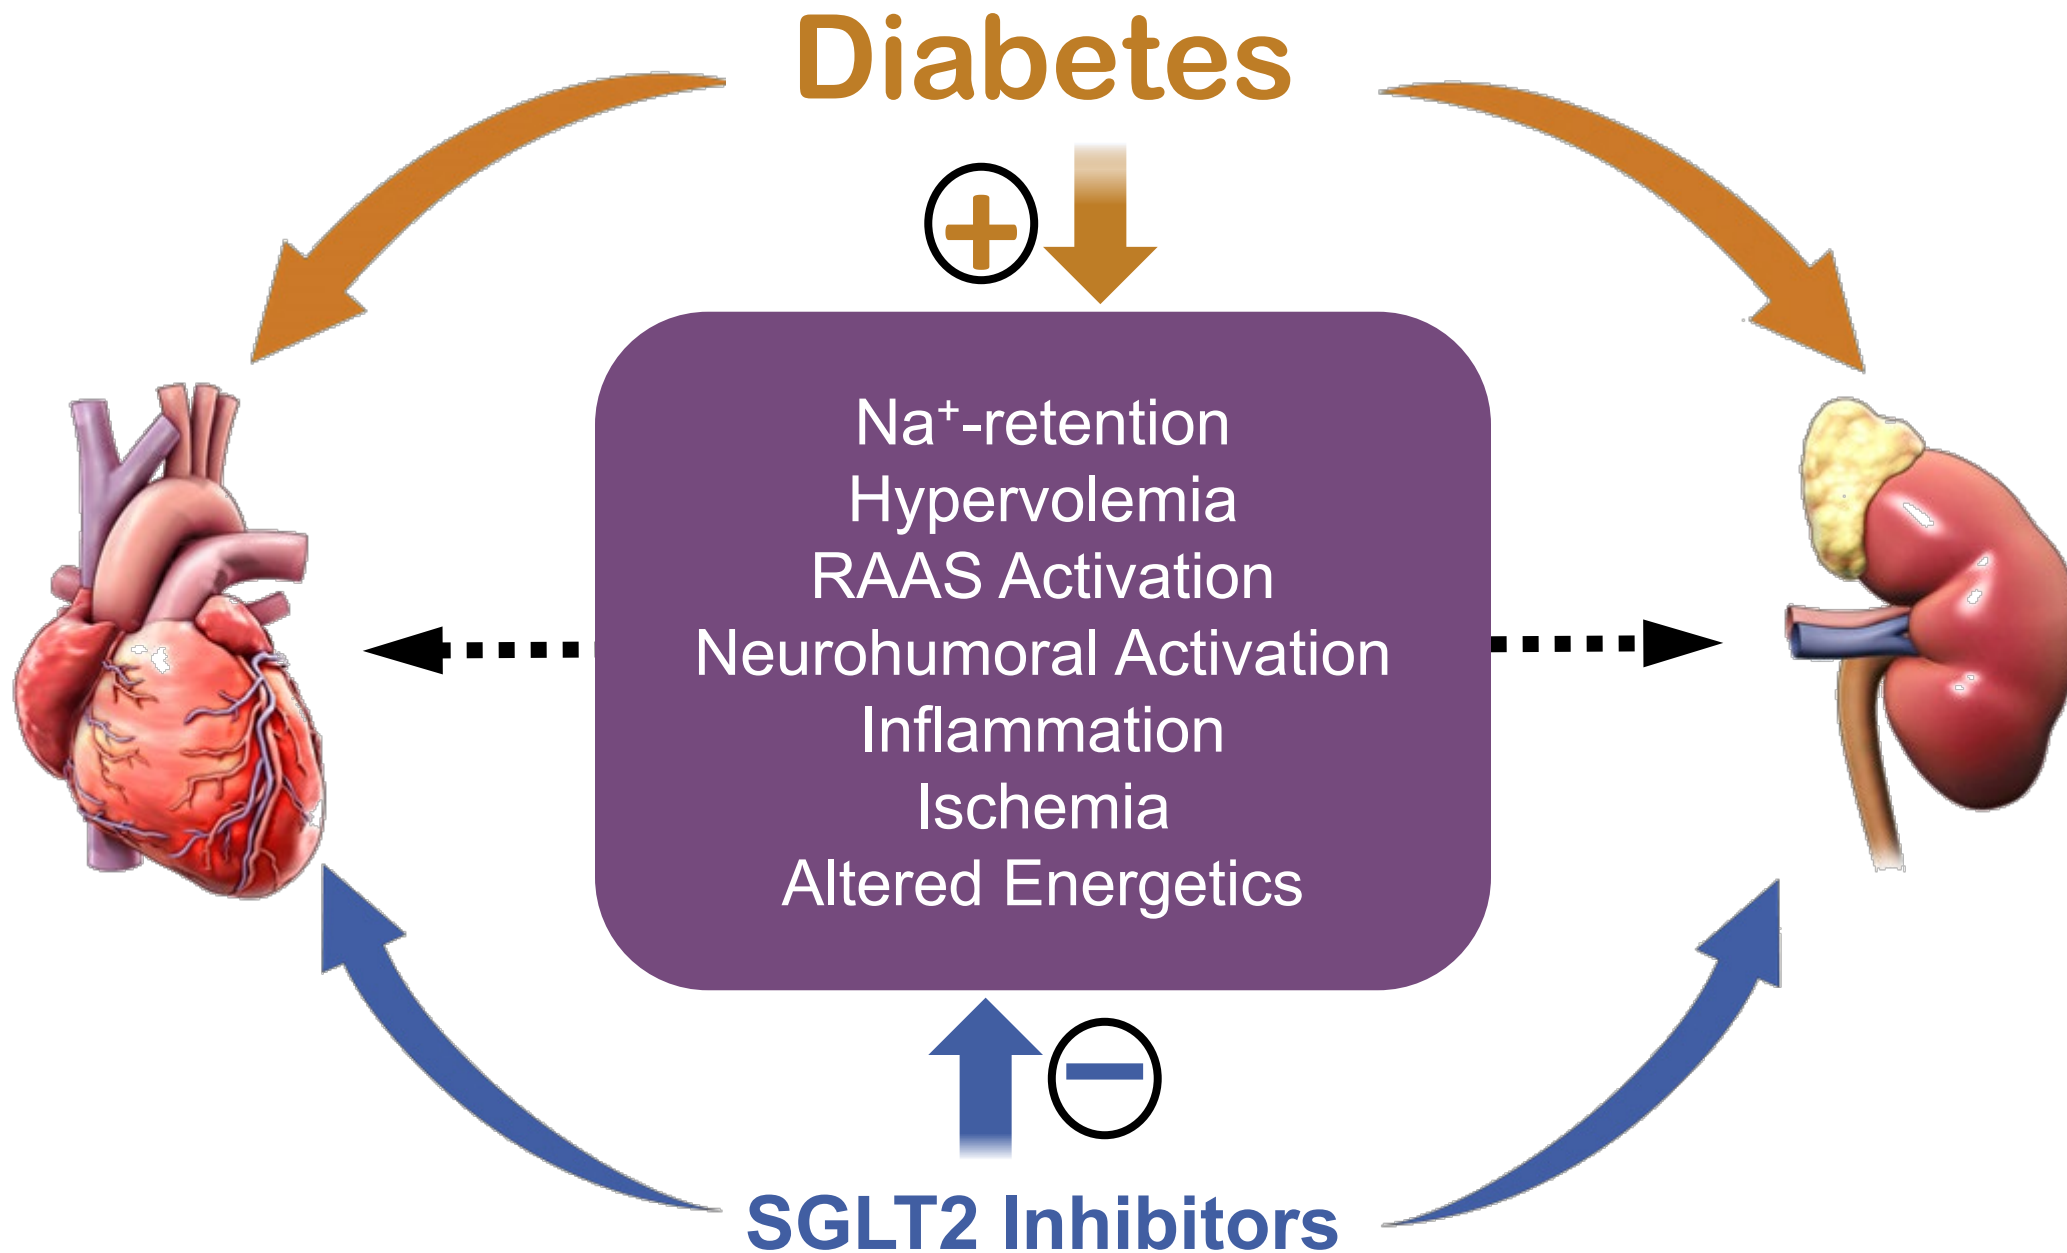 Diabetes
+
Na⁺-retention
Hypervolemia
RAAS Activation
Neurohumoral Activation
Inflammation
Ischemia
Altered Energetics
−
SGLT2 Inhibitors